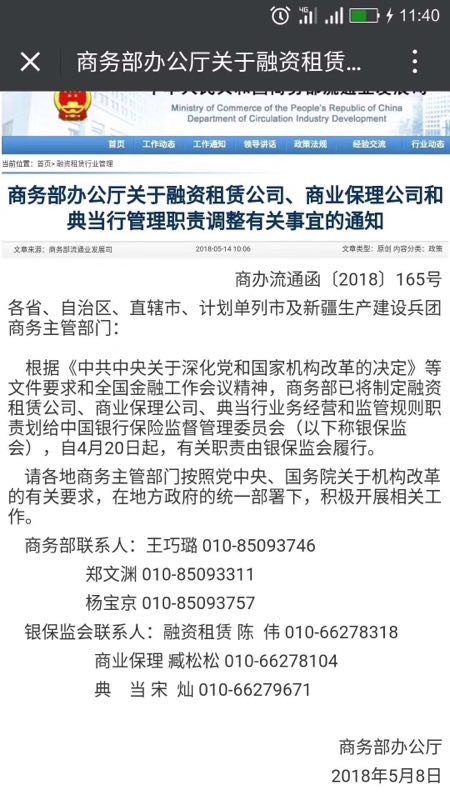 11:40
商务部办公厅关于融资租赁...
中华人民共和国商务部流通业发展司
Ministry of Commerce of the People's Republic of China
Department of Circulation Industry Development
首页 工作动态 工作通知 领导讲话 政策法规 经验交流 行业动态
当前位置：首页> 融资租赁行业管理
商务部办公厅关于融资租赁公司、商业保理公司和
典当行管理职责调整有关事宜的通知
文章来源：商务部流通业发展司 2018-05-14 10:06 文章类型：原创 内容分类：政策
商办流通函〔2018〕165号
各省、自治区、直辖市、计划单列市及新疆生产建设兵团
商务主管部门：
根据《中共中央关于深化党和国家机构改革的决定》等
文件要求和全国金融工作会议精神，商务部已将制定融资
租赁公司、商业保理公司、典当行业务经营和监管规则职
责划给中国银行保险监督管理委员会（以下称银保监
会），自4月20日起，有关职责由银保监会履行。
请各地商务主管部门按照党中央、国务院关于机构改革
的有关要求，在地方政府的统一部署下，积极开展相关工
作。
商务部联系人：王巧璐 010-85093746
郑文渊 010-85093311
杨宝京 010-85093757
银保监会联系人：融资租赁 陈 伟 010-66278318
商业保理 臧松松 010-66278104
典 当 宋 灿 010-66279671
商务部办公厅
2018年5月8日